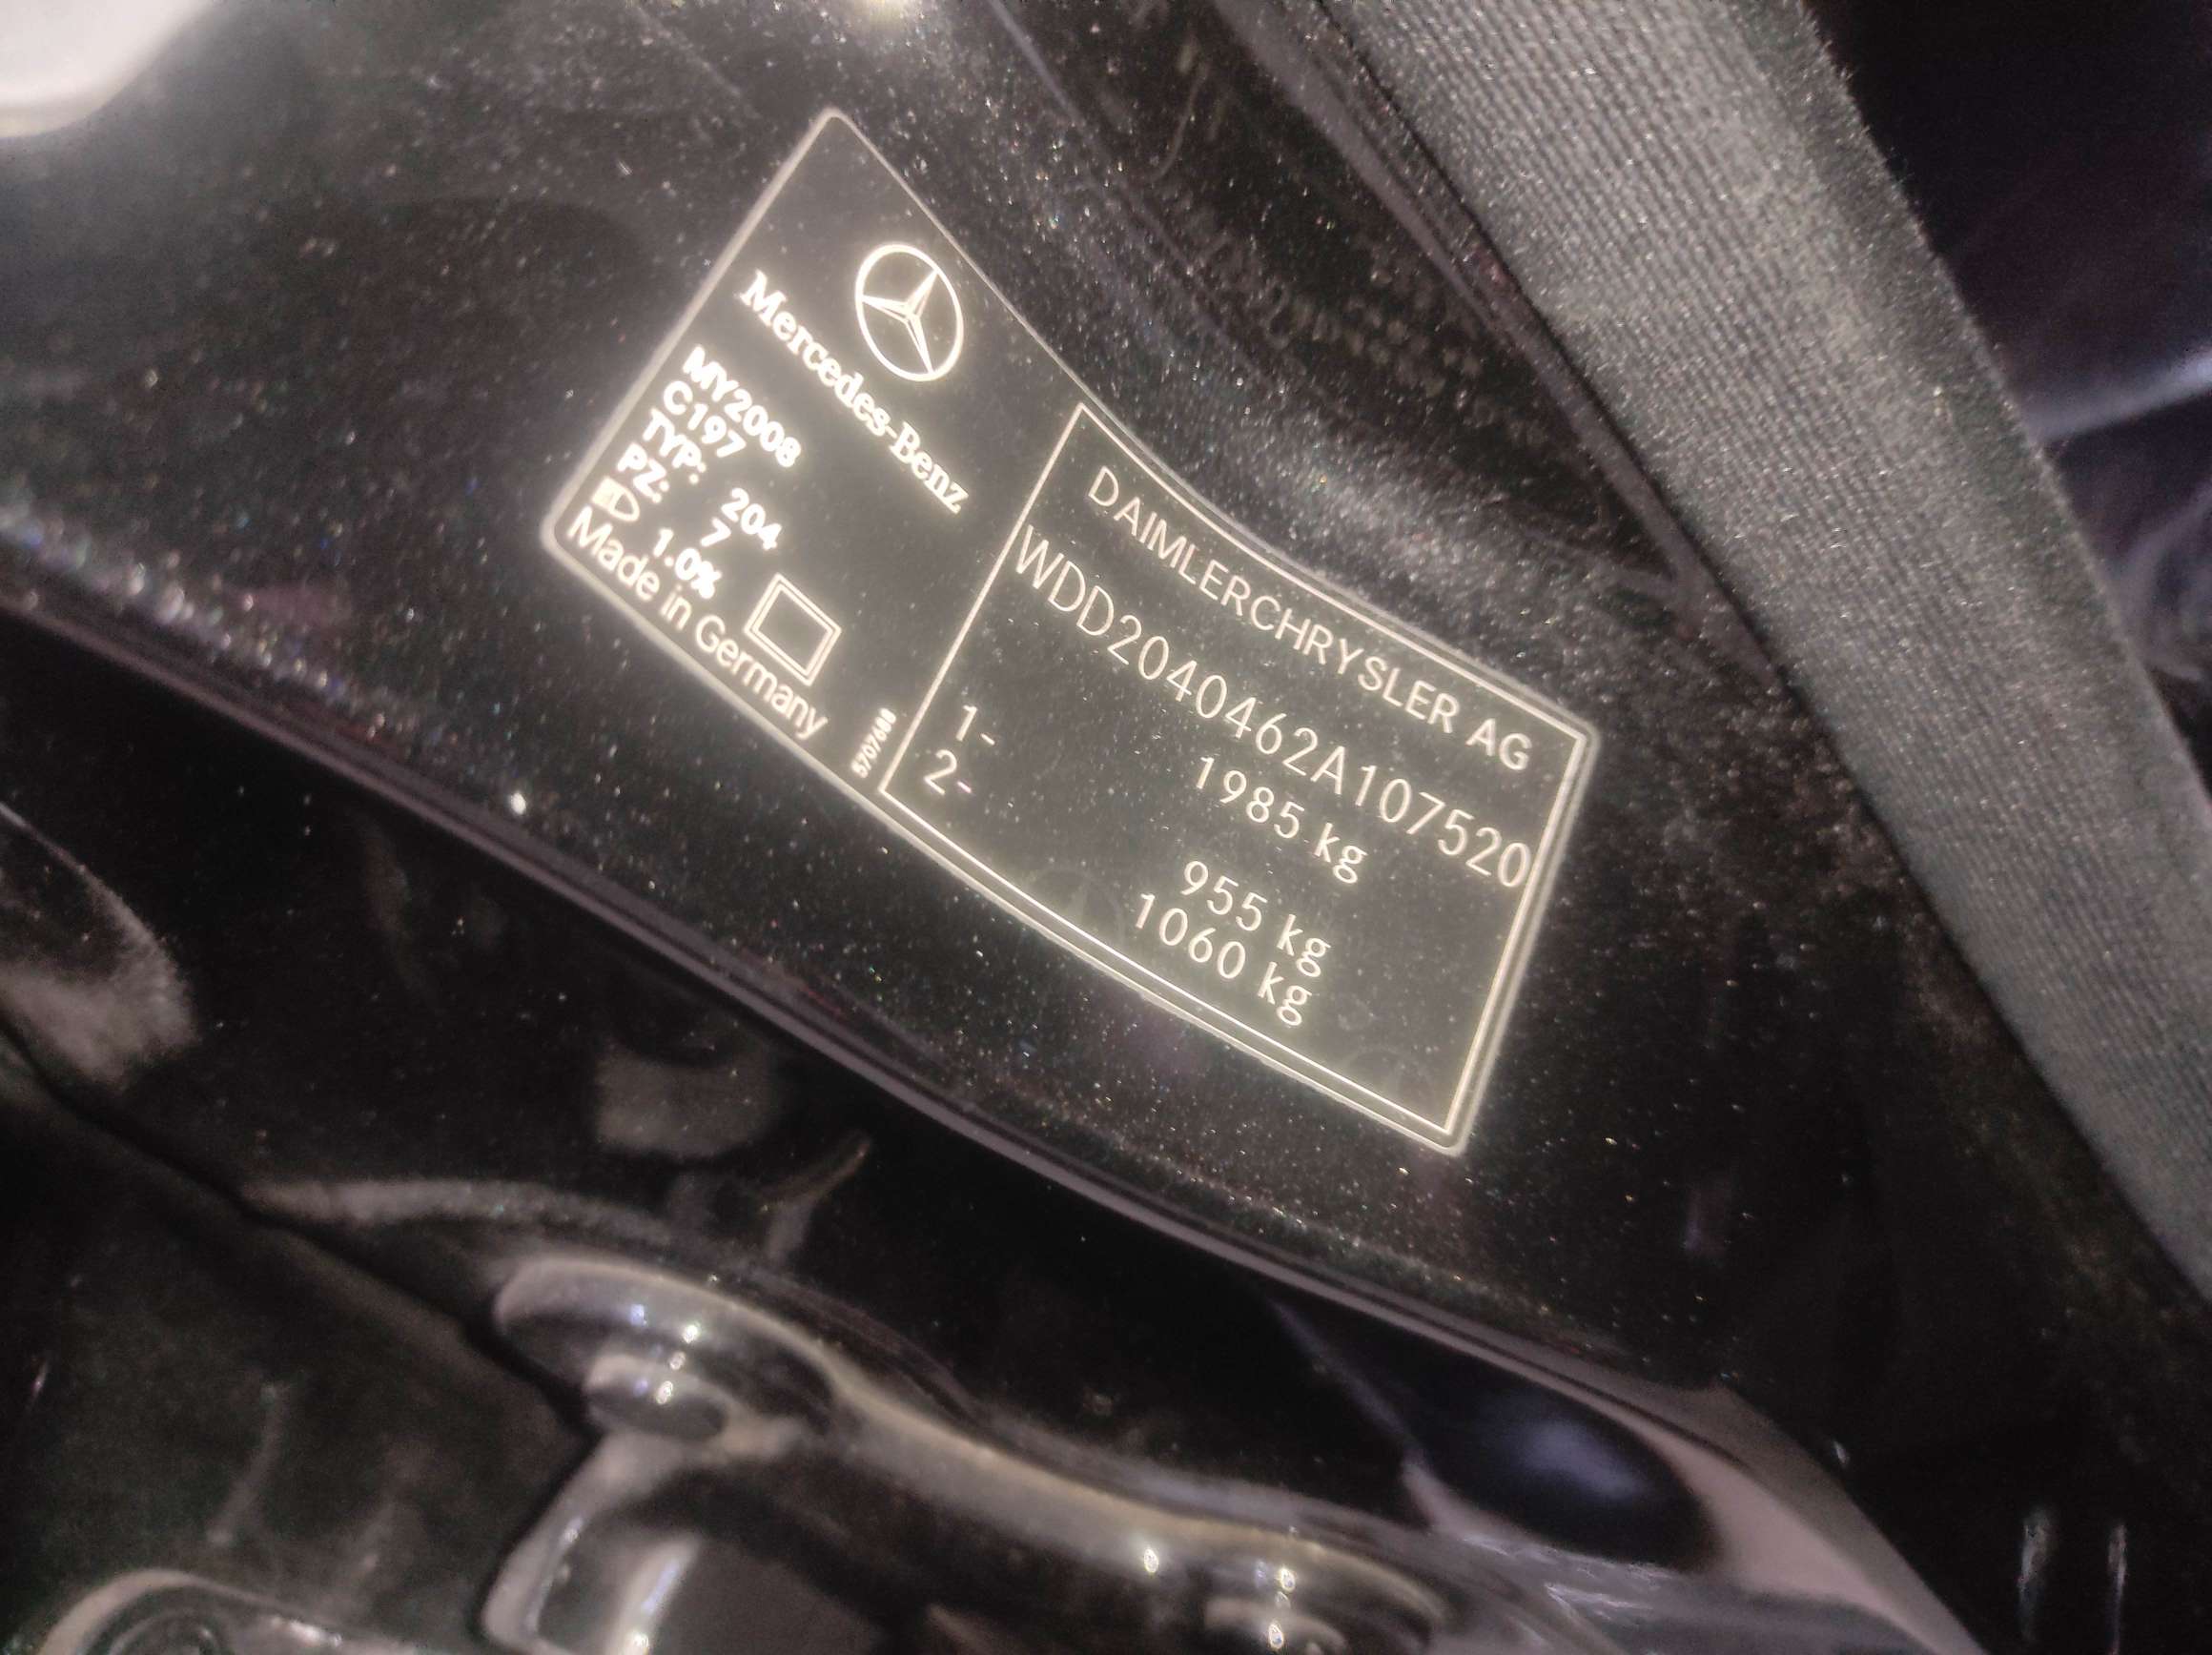 Mercedes-Benz
MY2008
C197
TYP: 204
PZ: 7
1.0%
Made in Germany
570768
DAIMLERCHRYSLER AG
WDD2040462A107520
1985 kg
1- 955 kg
2- 1060 kg